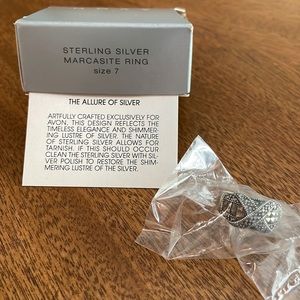 STERLING SILVER
MARCASITE RING
size 7
THE ALLURE OF SILVER
ARTFULLY CRAFTED EXCLUSIVELY FOR
AVON, THIS DESIGN REFLECTS THE
TIMELESS ELEGANCE AND SHIMMER-
ING LUSTRE OF SILVER. THE NATURE
OF STERLING SILVER ALLOWS FOR
TARNISH. IF THIS SHOULD OCCUR
CLEAN THE STERLING WITH SIL-
VER POLISH TO RESTORE THE SHIM-
MERING LUSTRE OF THE SILVER.